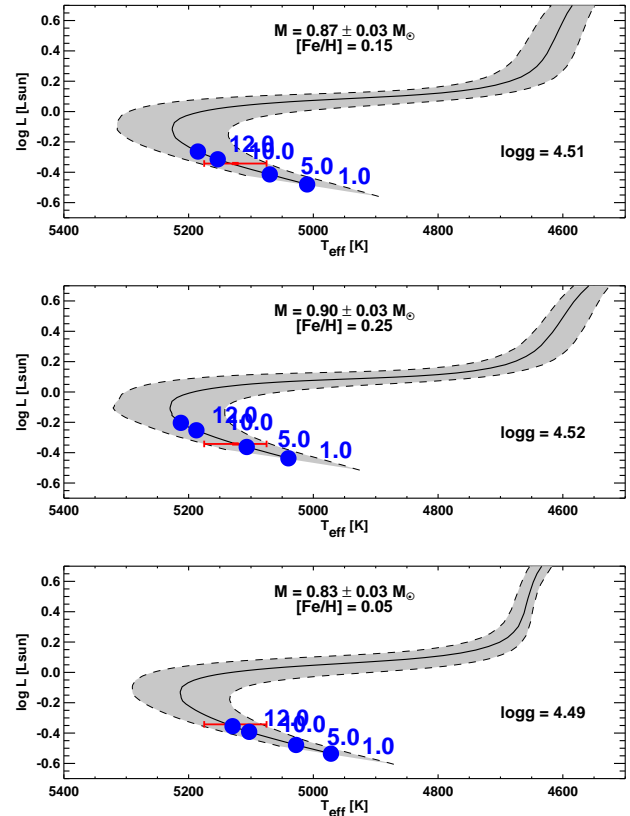 M = 0.87 ± 0.03 M☉
[Fe/H] = 0.15
log L [Lsun]
0.6
0.4
0.2
0.0
-0.2
-0.4
-0.6
12.0
10.0
5.0
1.0
logg = 4.51
5400 5200 5000 4800 4600
T_eff [K]
M = 0.90 ± 0.03 M☉
[Fe/H] = 0.25
log L [Lsun]
0.6
0.4
0.2
0.0
-0.2
-0.4
-0.6
12.0
10.0
5.0
1.0
logg = 4.52
5400 5200 5000 4800 4600
T_eff [K]
M = 0.83 ± 0.03 M☉
[Fe/H] = 0.05
log L [Lsun]
0.6
0.4
0.2
0.0
-0.2
-0.4
-0.6
12.0
10.0
5.0
1.0
logg = 4.49
5400 5200 5000 4800 4600
T_eff [K]